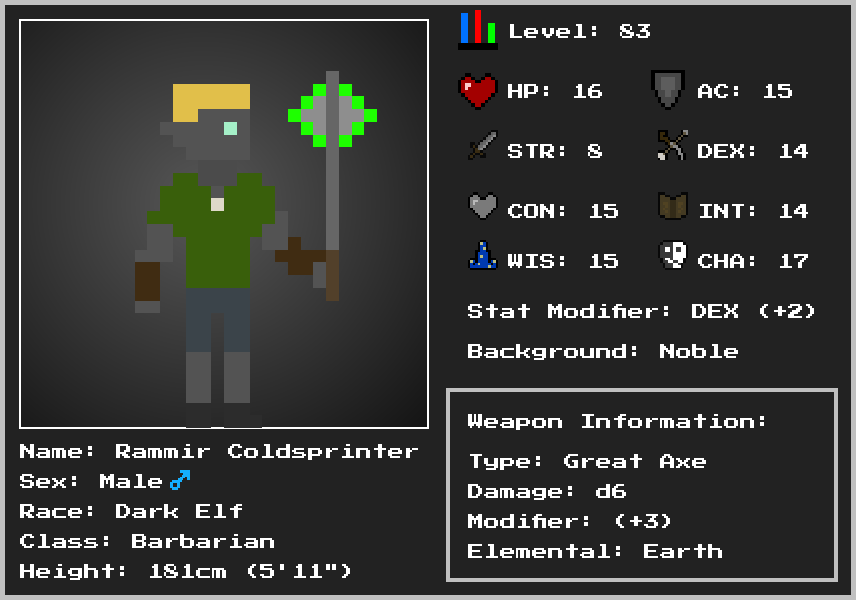 Level: 83
HP: 16
AC: 15
STR: 8
DEX: 14
CON: 15
INT: 14
WIS: 15
CHA: 17
Stat Modifier: DEX (+2)
Background: Noble
Weapon Information:
Type: Great Axe
Damage: d6
Modifier: (+3)
Elemental: Earth
Name: Rammir Coldsprinter
Sex: Male♂
Race: Dark Elf
Class: Barbarian
Height: 181cm (5'11")